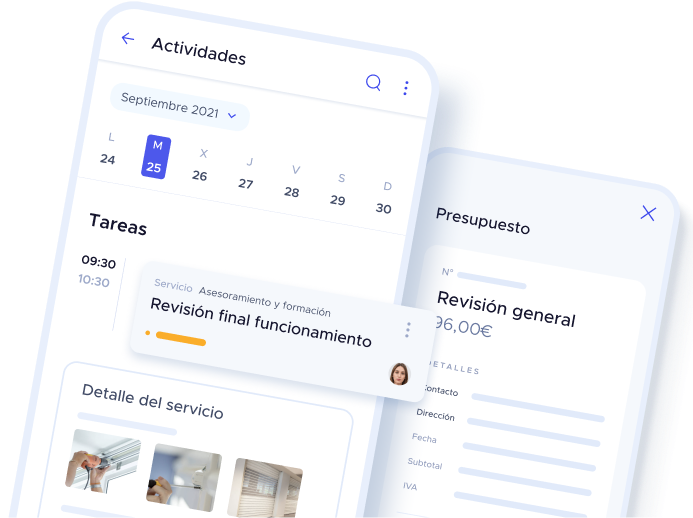 Actividades
Septiembre 2021
L M X J V S D
24 25 26 27 28 29 30
Tareas
09:30
10:30
Servicio Asesoramiento y formación
Revisión final funcionamiento
Detalle del servicio
Presupuesto
N°
Revisión general
96,00€
DETALLES
Contacto
Dirección
Fecha
Subtotal
IVA